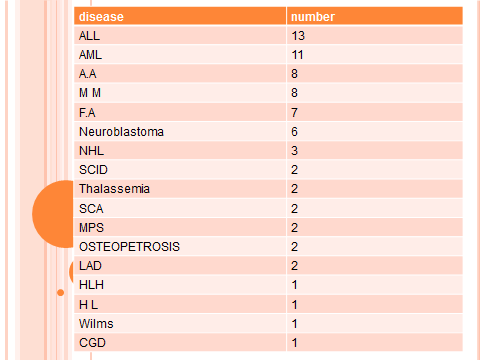 disease number
ALL 13
AML 11
A.A 8
M M 8
F.A 7
Neuroblastoma 6
NHL 3
SCID 2
Thalassemia 2
SCA 2
MPS 2
OSTEOPETROSIS 2
LAD 2
HLH 1
H L 1
Wilms 1
CGD 1